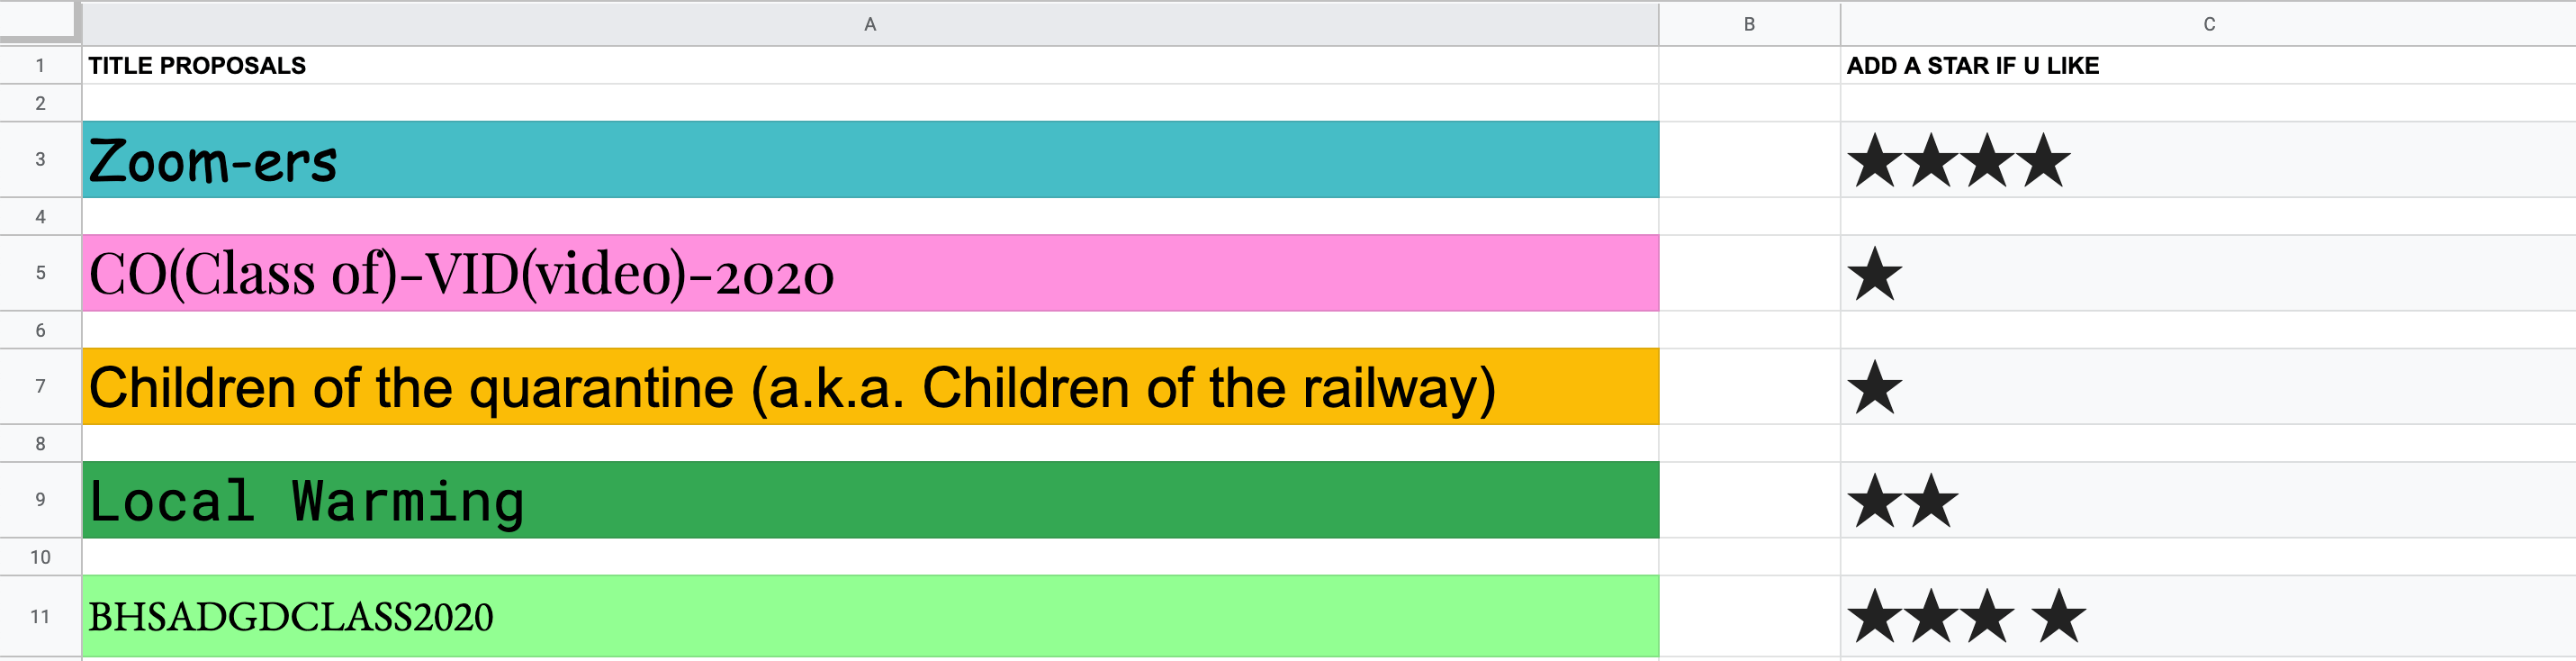 A B C
1 TITLE PROPOSALS ADD A STAR IF U LIKE
2
3 Zoom-ers ★★★★
4
5 CO(Class of)-VID(video)-2020 ★
6
7 Children of the quarantine (a.k.a. Children of the railway) ★
8
9 Local Warming ★★
10
11 BHSADGDCLASS2020 ★★★ ★